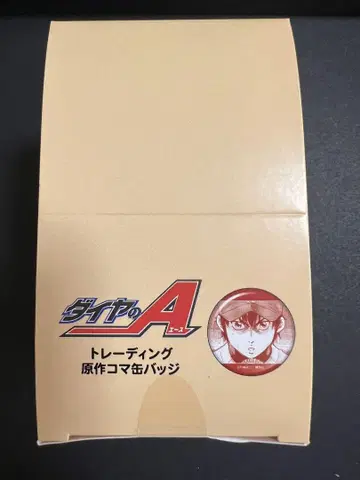 ダイヤのA
エース
トレーディング
原作コマ缶バッジ